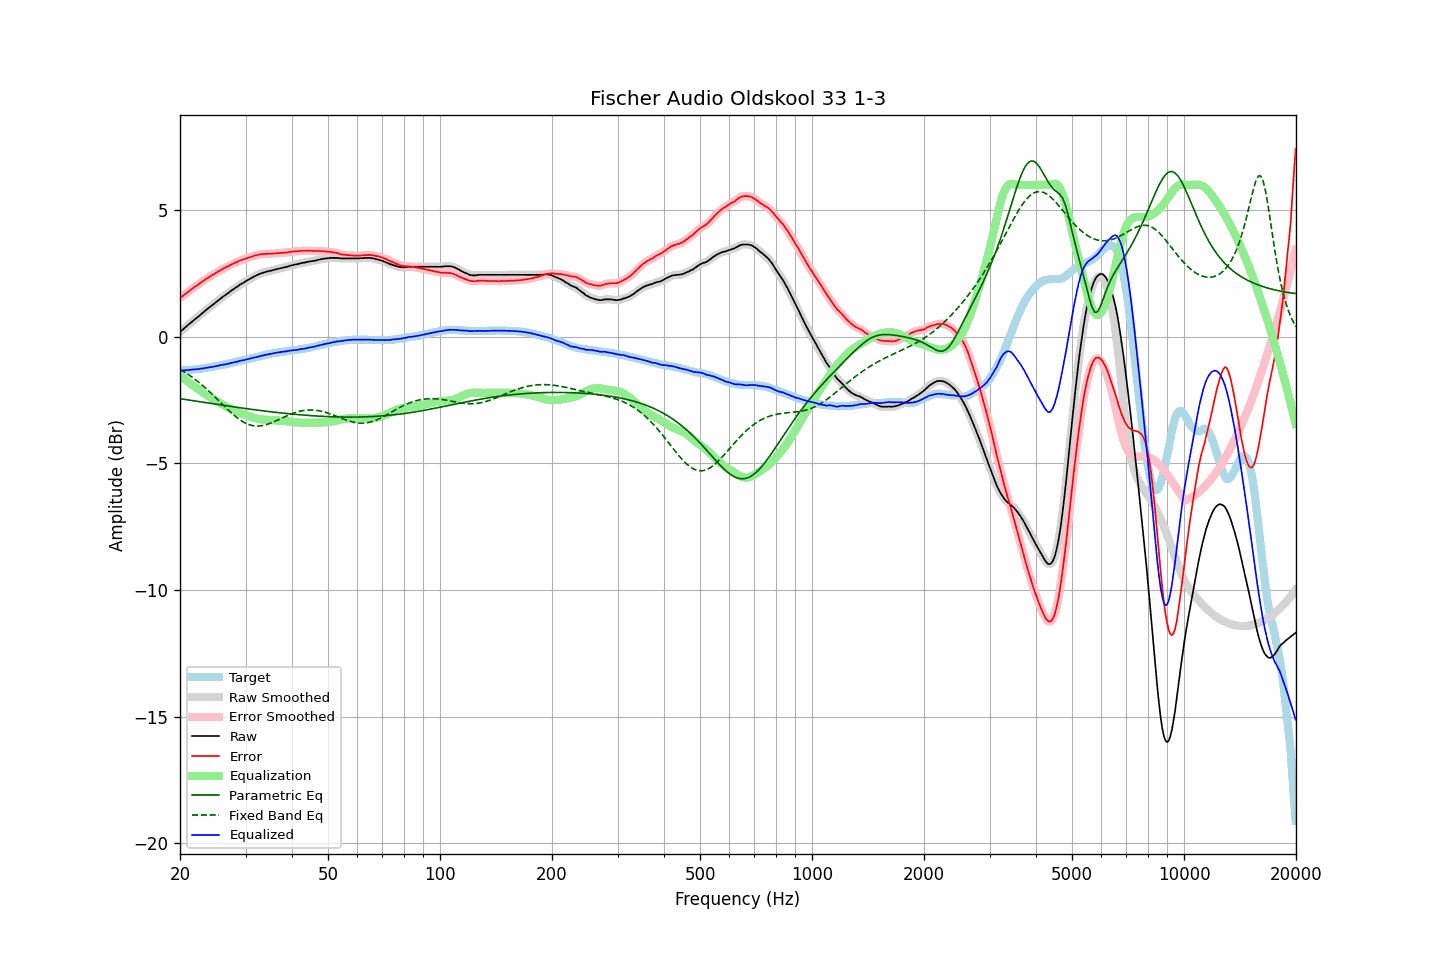 Fischer Audio Oldskool 33 1-3
Amplitude (dBr)
5
0
−5
−10
−15
−20
Target
Raw Smoothed
Error Smoothed
Raw
Error
Equalization
Parametric Eq
Fixed Band Eq
Equalized
20 50 100 200 500 1000 2000 5000 10000 20000
Frequency (Hz)